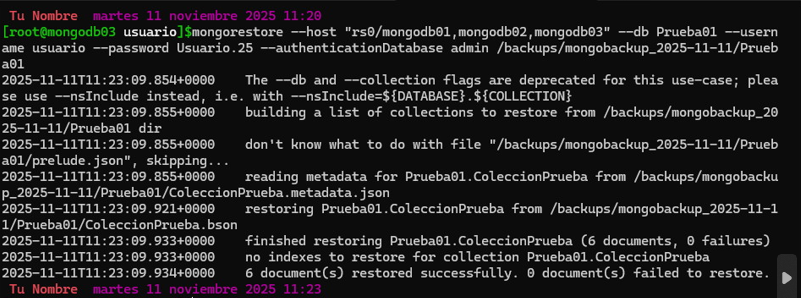 Tu Nombre martes 11 noviembre 2025 11:20
[root@mongodb03 usuario]$mongorestore --host "rs0/mongodb01,mongodb02,mongodb03" --db Prueba01 --usern
ame usuario --password Usuario.25 --authenticationDatabase admin /backups/mongobackup_2025-11-11/Prueb
a01
2025-11-11T11:23:09.854+0000    The --db and --collection flags are deprecated for this use-case; plea
se use --nsInclude instead, i.e. with --nsInclude=${DATABASE}.${COLLECTION}
2025-11-11T11:23:09.855+0000    building a list of collections to restore from /backups/mongobackup_20
25-11-11/Prueba01 dir
2025-11-11T11:23:09.855+0000    don't know what to do with file "/backups/mongobackup_2025-11-11/Prueb
a01/prelude.json", skipping...
2025-11-11T11:23:09.855+0000    reading metadata for Prueba01.ColeccionPrueba from /backups/mongobacku
p_2025-11-11/Prueba01/ColeccionPrueba.metadata.json
2025-11-11T11:23:09.921+0000    restoring Prueba01.ColeccionPrueba from /backups/mongobackup_2025-11-1
1/Prueba01/ColeccionPrueba.bson
2025-11-11T11:23:09.933+0000    finished restoring Prueba01.ColeccionPrueba (6 documents, 0 failures)
2025-11-11T11:23:09.933+0000    no indexes to restore for collection Prueba01.ColeccionPrueba
2025-11-11T11:23:09.934+0000    6 document(s) restored successfully. 0 document(s) failed to restore.
Tu Nombre martes 11 noviembre 2025 11:23